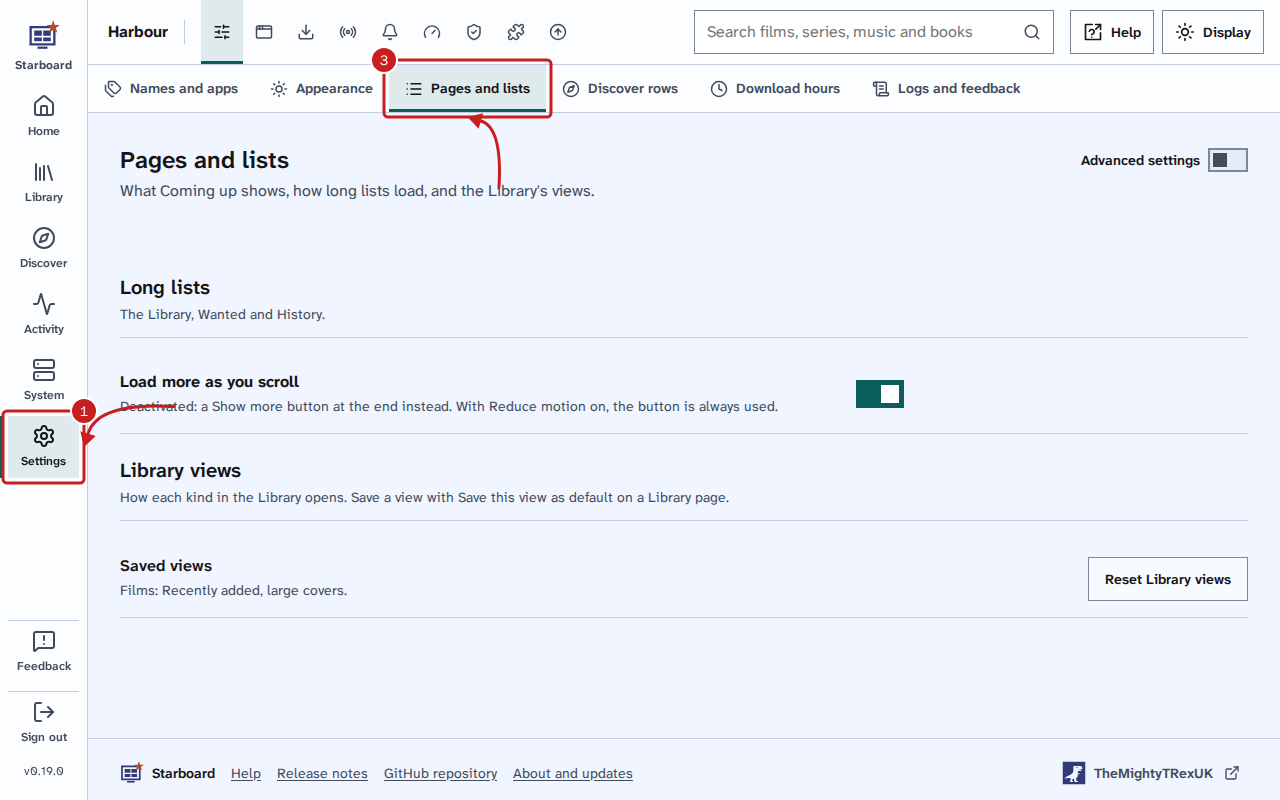 Starboard
Home
Library
Discover
Activity
System
1
Settings
Feedback
Sign out
v0.19.0
Harbour
Search films, series, music and books
Help
Display
3
Names and apps
Appearance
Pages and lists
Discover rows
Download hours
Logs and feedback
Pages and lists
What Coming up shows, how long lists load, and the Library's views.
Advanced settings
Long lists
The Library, Wanted and History.
Load more as you scroll
Deactivated: a Show more button at the end instead. With Reduce motion on, the button is always used.
Library views
How each kind in the Library opens. Save a view with Save this view as default on a Library page.
Saved views
Films: Recently added, large covers.
Reset Library views
Starboard
Help
Release notes
GitHub repository
About and updates
TheMightyTRexUK